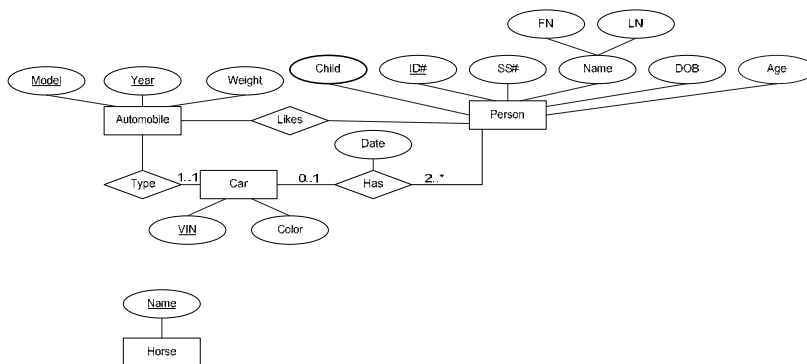 FN LN
Model Year Weight Child ID# SS# Name DOB Age
Automobile Likes Person
Date
Type 1..1 Car 0..1 Has 2..*
VIN Color
Name
Horse